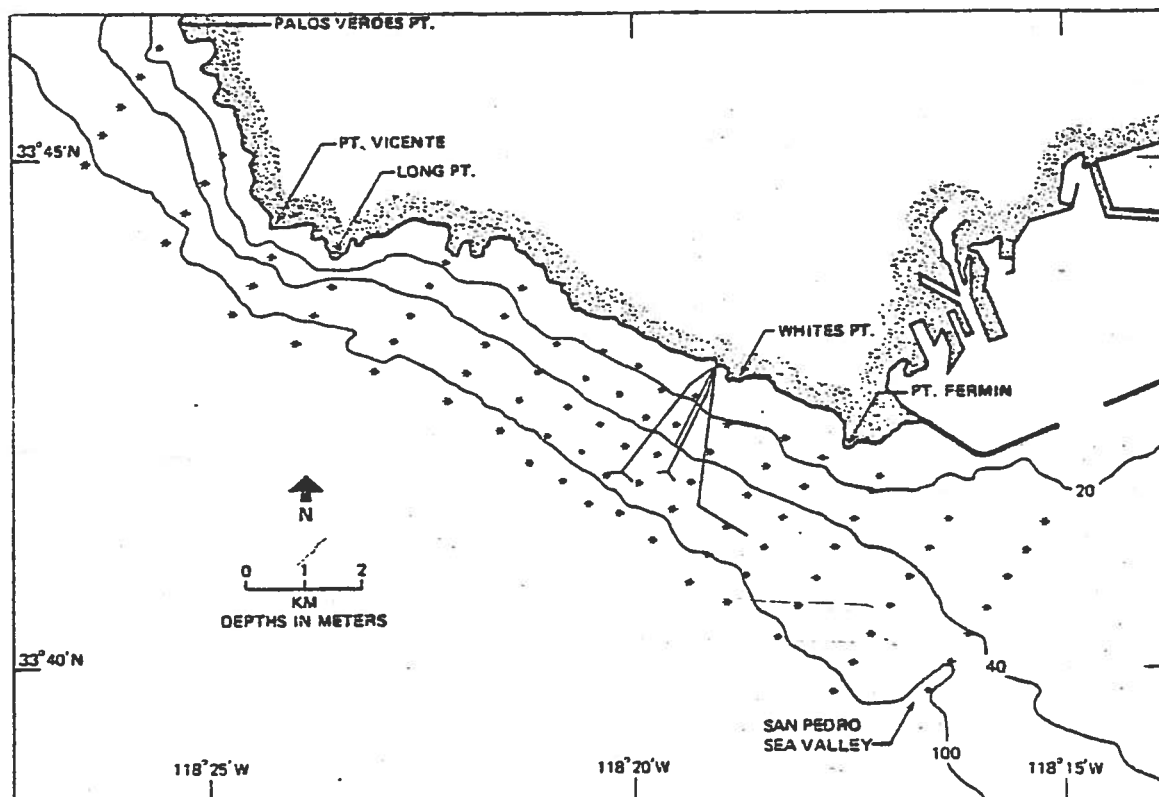 PALOS VERDES PT.
33°45'N
PT. VICENTE
LONG PT.
WHITES PT.
PT. FERMIN
20
N
0 1 2
KM
DEPTHS IN METERS
33°40'N
40
SAN PEDRO
SEA VALLEY
100
118°25'W
118°20'W
118°15'W